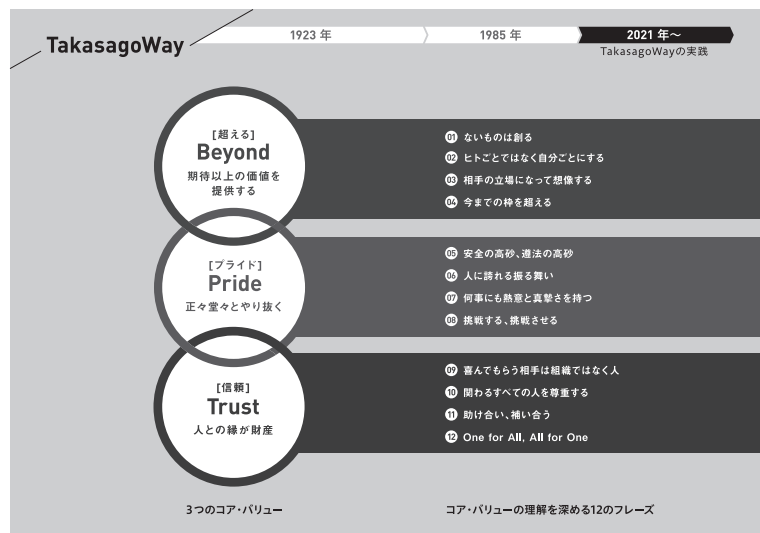 TakasagoWay
1923 年
1985 年
2021 年～
TakasagoWayの実践
[超える]
Beyond
期待以上の価値を
提供する
01 ないものは創る
02 ヒトごとではなく自分ごとにする
03 相手の立場になって想像する
04 今までの枠を超える
[プライド]
Pride
正々堂々とやり抜く
05 安全の高砂、遵法の高砂
06 人に誇れる振る舞い
07 何事にも熱意と真摯さを持つ
08 挑戦する、挑戦させる
[信頼]
Trust
人との縁が財産
09 喜んでもらう相手は組織ではなく人
10 関わるすべての人を尊重する
11 助け合い、補い合う
12 One for All, All for One
3つのコア・バリュー
コア・バリューの理解を深める12のフレーズ